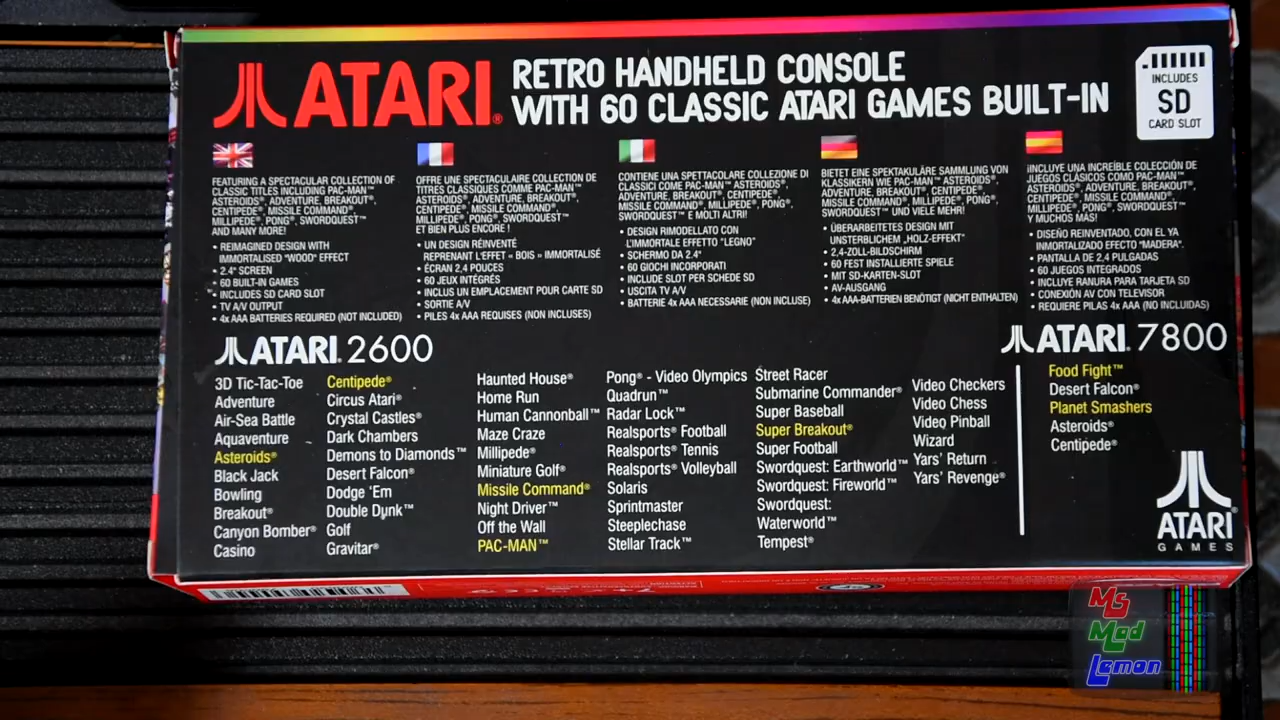 ATARI®
RETRO HANDHELD CONSOLE
WITH 60 CLASSIC ATARI GAMES BUILT-IN
INCLUDES
SD
CARD SLOT
FEATURING A SPECTACULAR COLLECTION OF
CLASSIC TITLES INCLUDING PAC-MAN™
ASTEROIDS®, ADVENTURE, BREAKOUT®,
CENTIPEDE®, MISSILE COMMAND®,
MILLIPEDE®, PONG®, SWORDQUEST™
AND MANY MORE!
• REIMAGINED DESIGN WITH
IMMORTALISED "WOOD" EFFECT
• 2.4" SCREEN
• 60 BUILT-IN GAMES
• INCLUDES SD CARD SLOT
• TV A/V OUTPUT
• 4x AAA BATTERIES REQUIRED (NOT INCLUDED)
OFFRE UNE SPECTACULAIRE COLLECTION DE
TITRES CLASSIQUES COMME PAC-MAN™
ASTEROIDS®, ADVENTURE, BREAKOUT®,
CENTIPEDE®, MISSILE COMMAND®,
MILLIPEDE®, PONG®, SWORDQUEST™
ET BIEN PLUS ENCORE !
• UN DESIGN RÉINVENTÉ
REPRENANT L'EFFET « BOIS » IMMORTALISÉ
• ÉCRAN 2,4 POUCES
• 60 JEUX INTÉGRÉS
• INCLUS UN EMPLACEMENT POUR CARTE SD
• SORTIE A/V
• PILES 4x AAA REQUISES (NON INCLUSES)
CONTIENE UNA SPETTACOLARE COLLEZIONE DI
CLASSICI COME PAC-MAN™ ASTEROIDS®,
ADVENTURE, BREAKOUT®, CENTIPEDE®,
MISSILE COMMAND®, MILLIPEDE®, PONG®,
SWORDQUEST™ E MOLTI ALTRI!
• DESIGN RIMODELLATO CON
L'IMMORTALE EFFETTO "LEGNO"
• SCHERMO DA 2.4"
• 60 GIOCHI INCORPORATI
• INCLUDE SLOT PER SCHEDE SD
• USCITA TV A/V
• BATTERIE 4x AAA NECESSARIE (NON INCLUSE)
BIETET EINE SPEKTAKULÄRE SAMMLUNG VON
KLASSIKERN WIE PAC-MAN™ ASTEROIDS®,
ADVENTURE, BREAKOUT®, CENTIPEDE®,
MISSILE COMMAND®, MILLIPEDE®, PONG®,
SWORDQUEST™ UND VIELE MEHR!
• ÜBERARBEITETES DESIGN MIT
UNSTERBLICHEM „HOLZ-EFFEKT"
• 2,4-ZOLL-BILDSCHIRM
• 60 FEST INSTALLIERTE SPIELE
• MIT SD-KARTEN-SLOT
• AV-AUSGANG
• 4x AAA-BATTERIEN BENÖTIGT (NICHT ENTHALTEN)
¡INCLUYE UNA INCREÍBLE COLECCIÓN DE
JUEGOS CLÁSICOS COMO PAC-MAN™
ASTEROIDS®, ADVENTURE, BREAKOUT®,
CENTIPEDE®, MISSILE COMMAND®,
MILLIPEDE®, PONG®, SWORDQUEST™
Y MUCHOS MÁS!
• DISEÑO REINVENTADO, CON EL YA
INMORTALIZADO EFECTO "MADERA".
• PANTALLA DE 2,4 PULGADAS
• 60 JUEGOS INTEGRADOS
• INCLUYE RANURA PARA TARJETA SD
• CONEXIÓN AV CON TELEVISOR
• REQUIERE PILAS 4x AAA (NO INCLUIDAS)
ATARI® 2600
3D Tic-Tac-Toe
Adventure
Air-Sea Battle
Aquaventure
Asteroids®
Black Jack
Bowling
Breakout®
Canyon Bomber®
Casino
Centipede®
Circus Atari®
Crystal Castles®
Dark Chambers
Demons to Diamonds™
Desert Falcon®
Dodge 'Em
Double Dunk™
Golf
Gravitar®
Haunted House®
Home Run
Human Cannonball™
Maze Craze
Millipede®
Miniature Golf®
Missile Command®
Night Driver™
Off the Wall
PAC-MAN™
Pong® - Video Olympics
Quadrun™
Radar Lock™
Realsports® Football
Realsports® Tennis
Realsports® Volleyball
Solaris
Sprintmaster
Steeplechase
Stellar Track™
Street Racer
Submarine Commander®
Super Baseball
Super Breakout®
Super Football
Swordquest: Earthworld™
Swordquest: Fireworld™
Swordquest:
Waterworld™
Tempest®
Video Checkers
Video Chess
Video Pinball
Wizard
Yars' Return
Yars' Revenge®
ATARI® 7800
Food Fight™
Desert Falcon®
Planet Smashers
Asteroids®
Centipede®
ATARI®
GAMES
MS
Mad
Lemon